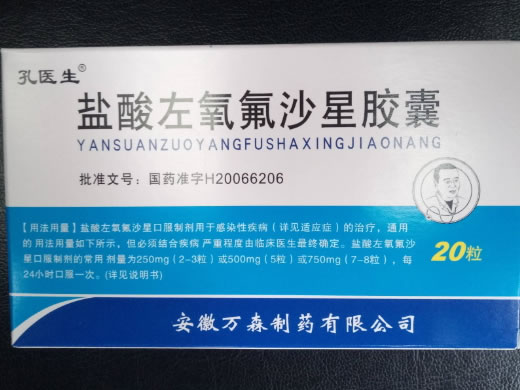 孔医生®
盐酸左氧氟沙星胶囊
YANSUANZUOYANGFUSHAXINGJIAONANG
批准文号：国药准字H20066206
【用法用量】盐酸左氧氟沙星口服制剂用于感染性疾病（详见适应症）的治疗，通用
的 用法用量如下所示，但必须结合疾病 严重程度由临床医生最终确定。盐酸左氧氟沙
星口服制剂的常用 剂量为250mg（2-3粒）或500mg（5粒）或750mg（7-8粒），每
24小时口服一次。(详见说明书)
20粒
安徽万森制药有限公司